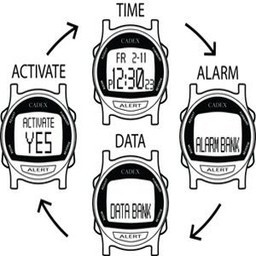 TIME
CADEX
FR 2-11
P 12:30 23
ALERT
ACTIVATE
CADEX
ACTIVATE
YES
ALERT
ALARM
CADEX
ALARM BANK
ALERT
DATA
CADEX
DATA BANK
ALERT